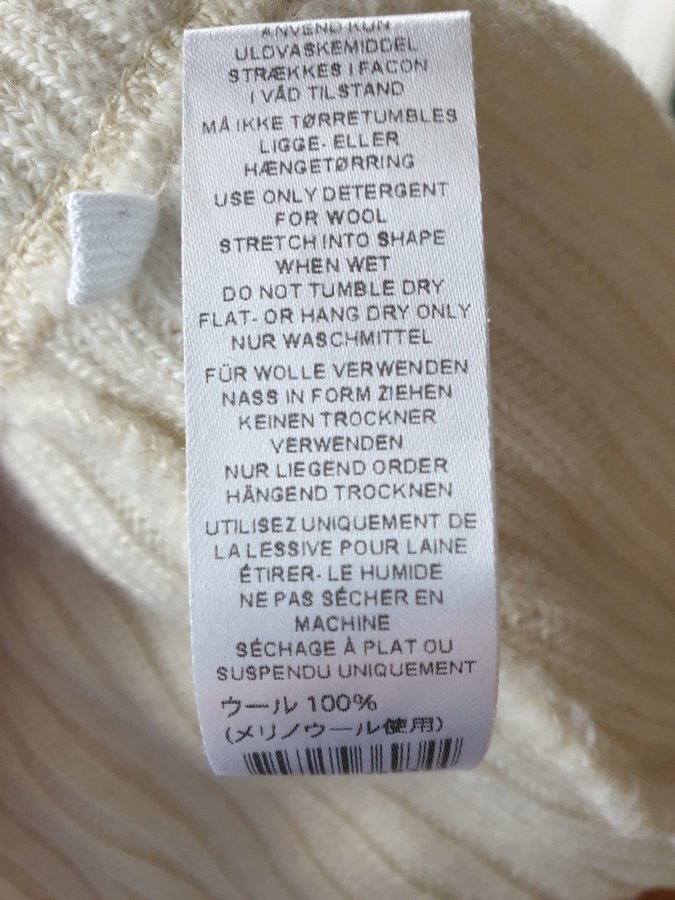 ANVEND KUN
ULDVASKEMIDDEL
STRÆKKES I FACON
I VÅD TILSTAND
MÅ IKKE TØRRETUMBLES
LIGGE- ELLER
HÆNGETØRRING
USE ONLY DETERGENT
FOR WOOL
STRETCH INTO SHAPE
WHEN WET
DO NOT TUMBLE DRY
FLAT- OR HANG DRY ONLY
NUR WASCHMITTEL
FÜR WOLLE VERWENDEN
NASS IN FORM ZIEHEN
KEINEN TROCKNER
VERWENDEN
NUR LIEGEND ORDER
HÄNGEND TROCKNEN
UTILISEZ UNIQUEMENT DE
LA LESSIVE POUR LAINE
ÉTIRER- LE HUMIDE
NE PAS SÉCHER EN
MACHINE
SÉCHAGE À PLAT OU
SUSPENDU UNIQUEMENT
ウール 100%
(メリノウール使用)